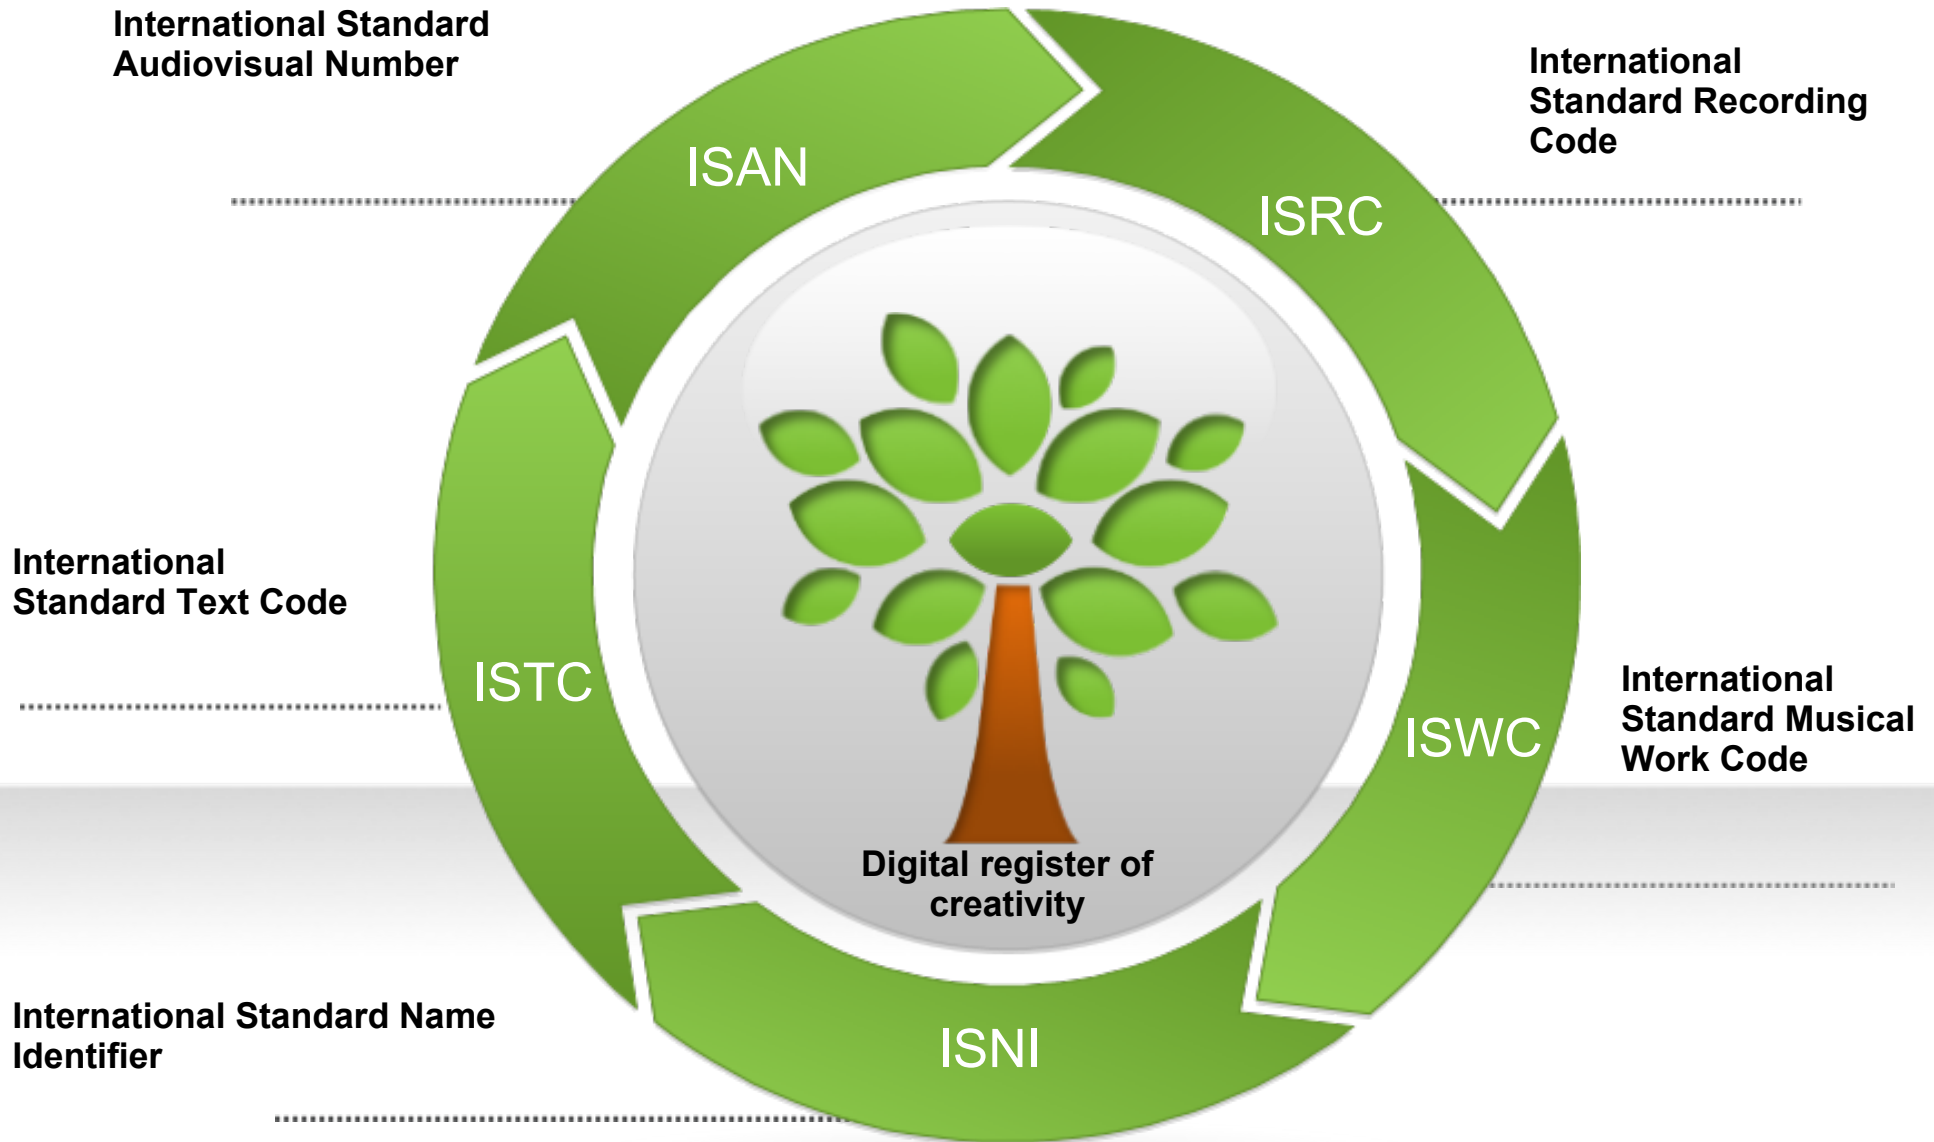 International Standard
Audiovisual Number
International
Standard Recording
Code
ISAN
ISRC
International
Standard Text Code
ISTC
International
Standard Musical
Work Code
ISWC
Digital register of
creativity
International Standard Name
Identifier
ISNI